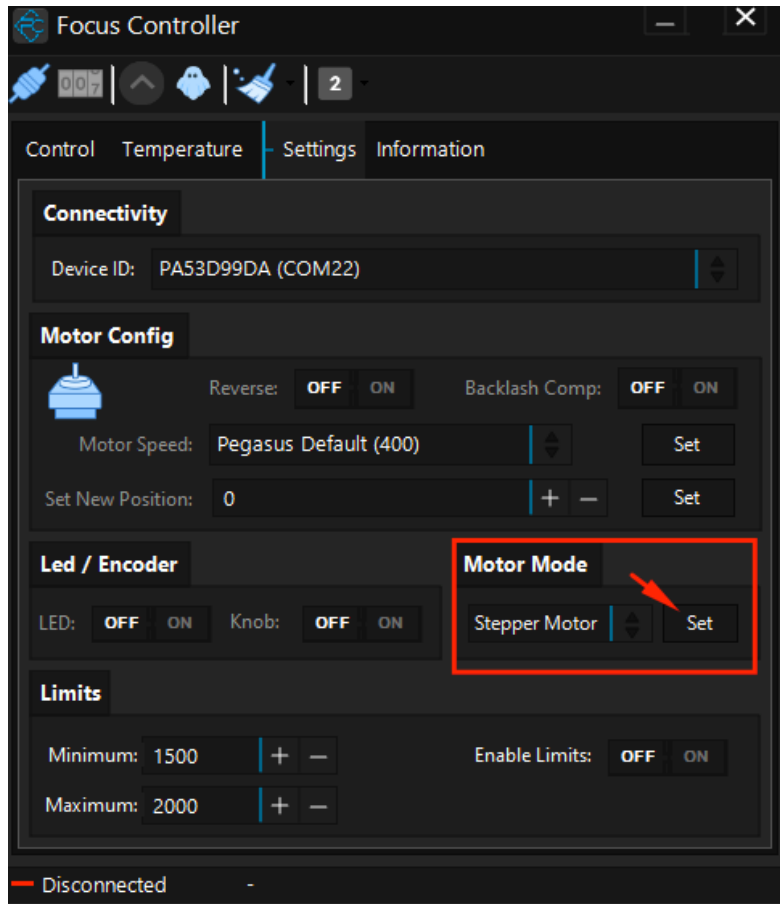 Focus Controller
007 2
Control Temperature Settings Information
Connectivity
Device ID: PA53D99DA (COM22)
Motor Config
Reverse: OFF ON Backlash Comp: OFF ON
Motor Speed: Pegasus Default (400) Set
Set New Position: 0 + − Set
Led / Encoder Motor Mode
LED: OFF ON Knob: OFF ON Stepper Motor Set
Limits
Minimum: 1500 + − Enable Limits: OFF ON
Maximum: 2000 + −
Disconnected -